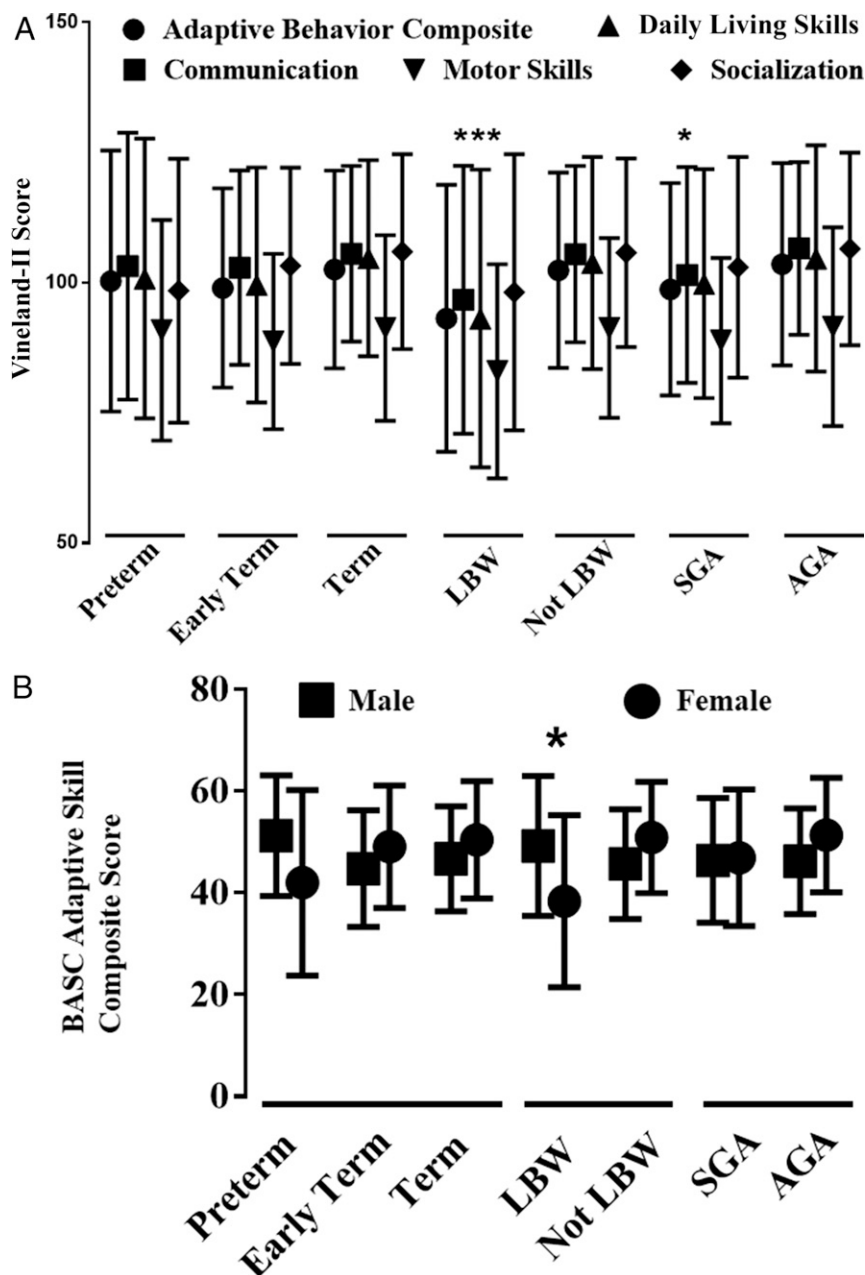 A
150
Adaptive Behavior Composite
Daily Living Skills
Communication
Motor Skills
Socialization
Vineland-II Score
***
*
100
50
Preterm
Early Term
Term
LBW
Not LBW
SGA
AGA
B
80
Male
Female
*
BASC Adaptive Skill
Composite Score
60
40
20
0
Preterm
Early Term
Term
LBW
Not LBW
SGA
AGA